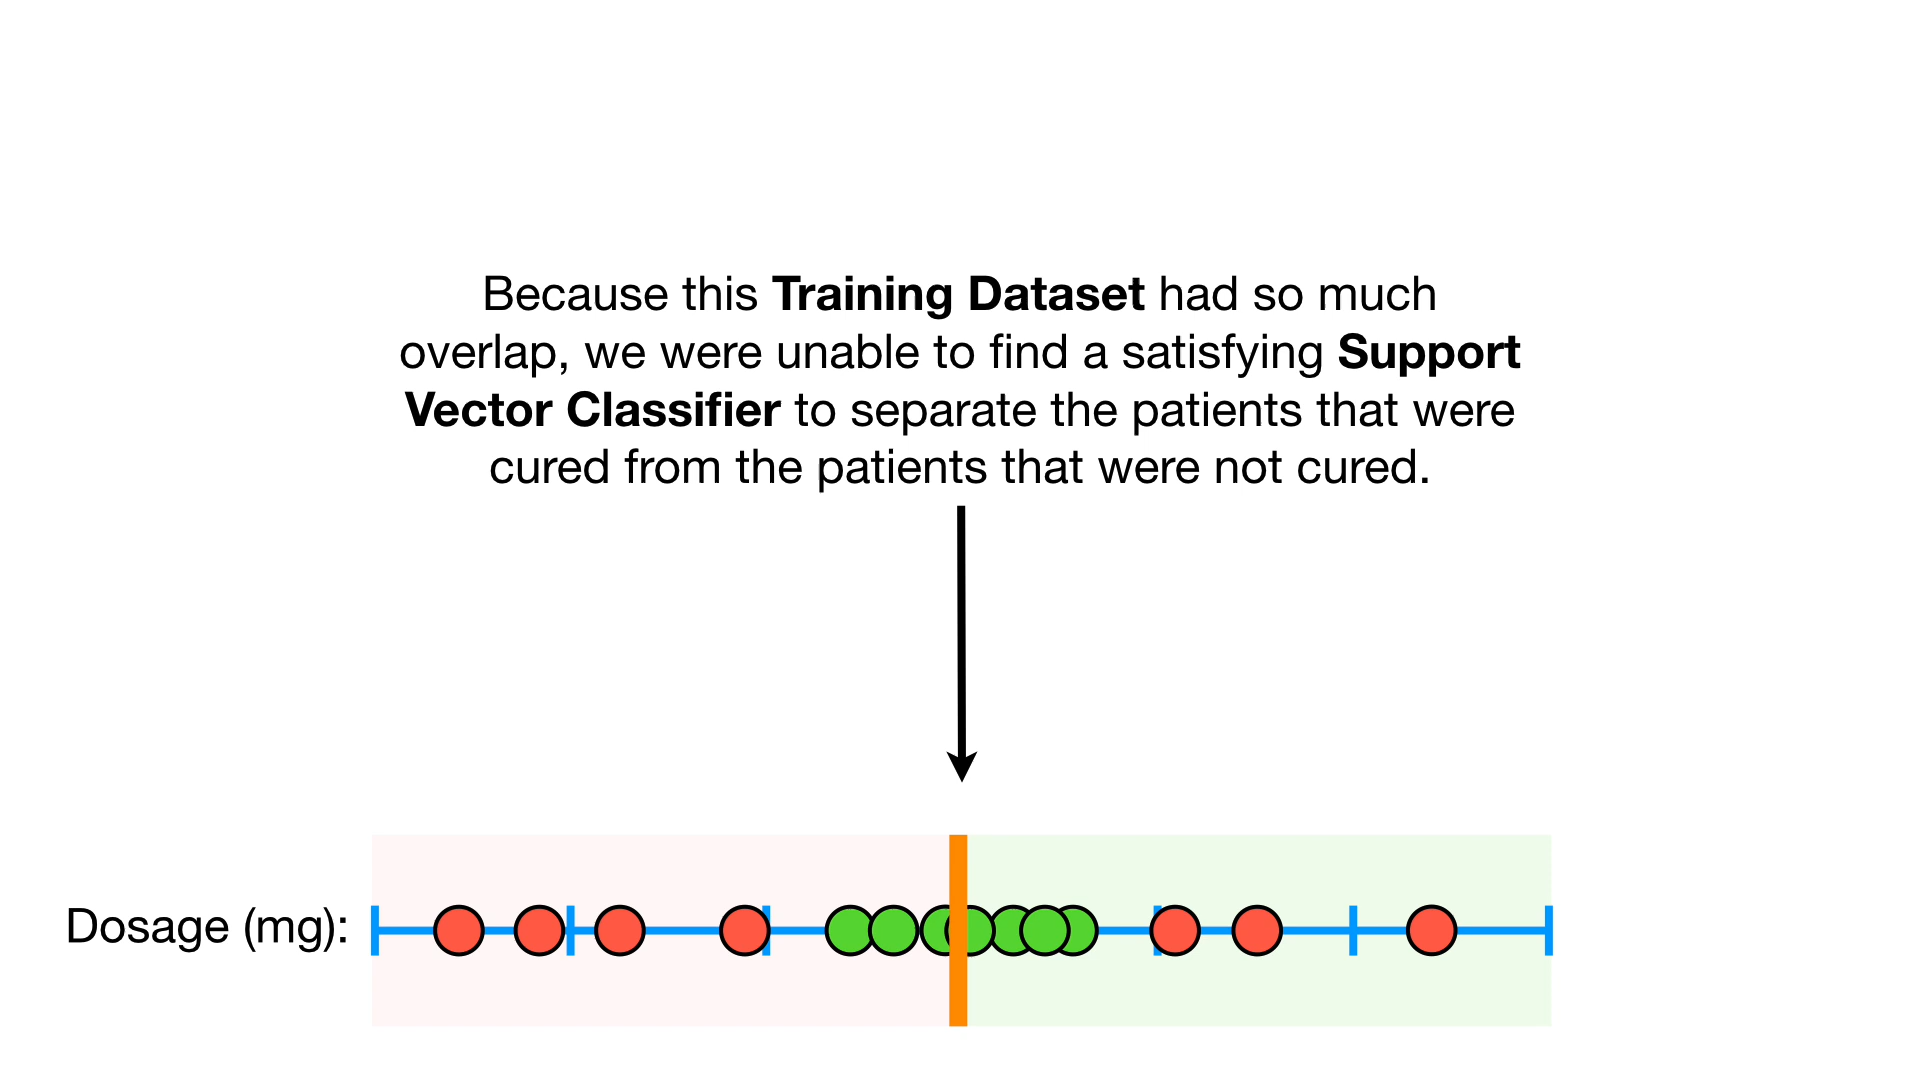 Because this Training Dataset had so much
overlap, we were unable to find a satisfying Support
Vector Classifier to separate the patients that were
cured from the patients that were not cured.
Dosage (mg):